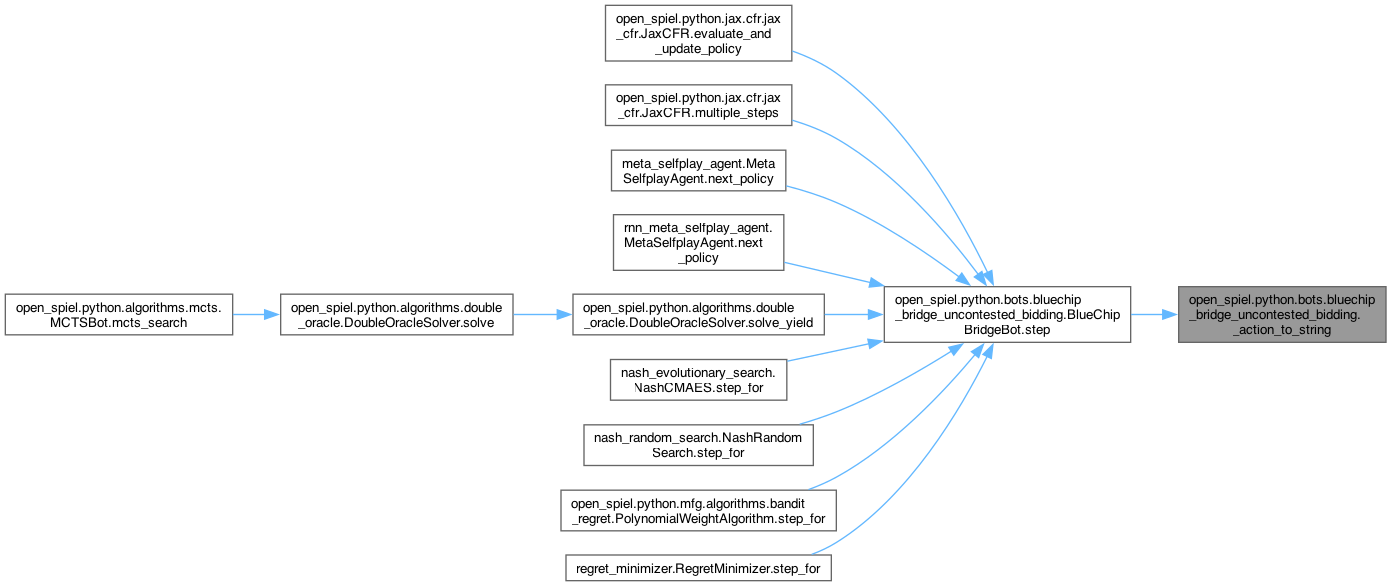 open_spiel.python.jax.cfr.jax
_cfr.JaxCFR.evaluate_and
_update_policy
open_spiel.python.jax.cfr.jax
_cfr.JaxCFR.multiple_steps
meta_selfplay_agent.Meta
SelfplayAgent.next_policy
rnn_meta_selfplay_agent.
MetaSelfplayAgent.next
_policy
open_spiel.python.algorithms.mcts.
MCTSBot.mcts_search
open_spiel.python.algorithms.double
_oracle.DoubleOracleSolver.solve
open_spiel.python.algorithms.double
_oracle.DoubleOracleSolver.solve_yield
open_spiel.python.bots.bluechip
_bridge_uncontested_bidding.BlueChip
BridgeBot.step
open_spiel.python.bots.bluechip
_bridge_uncontested_bidding.
_action_to_string
nash_evolutionary_search.
NashCMAES.step_for
nash_random_search.NashRandom
Search.step_for
open_spiel.python.mfg.algorithms.bandit
_regret.PolynomialWeightAlgorithm.step_for
regret_minimizer.RegretMinimizer.step_for